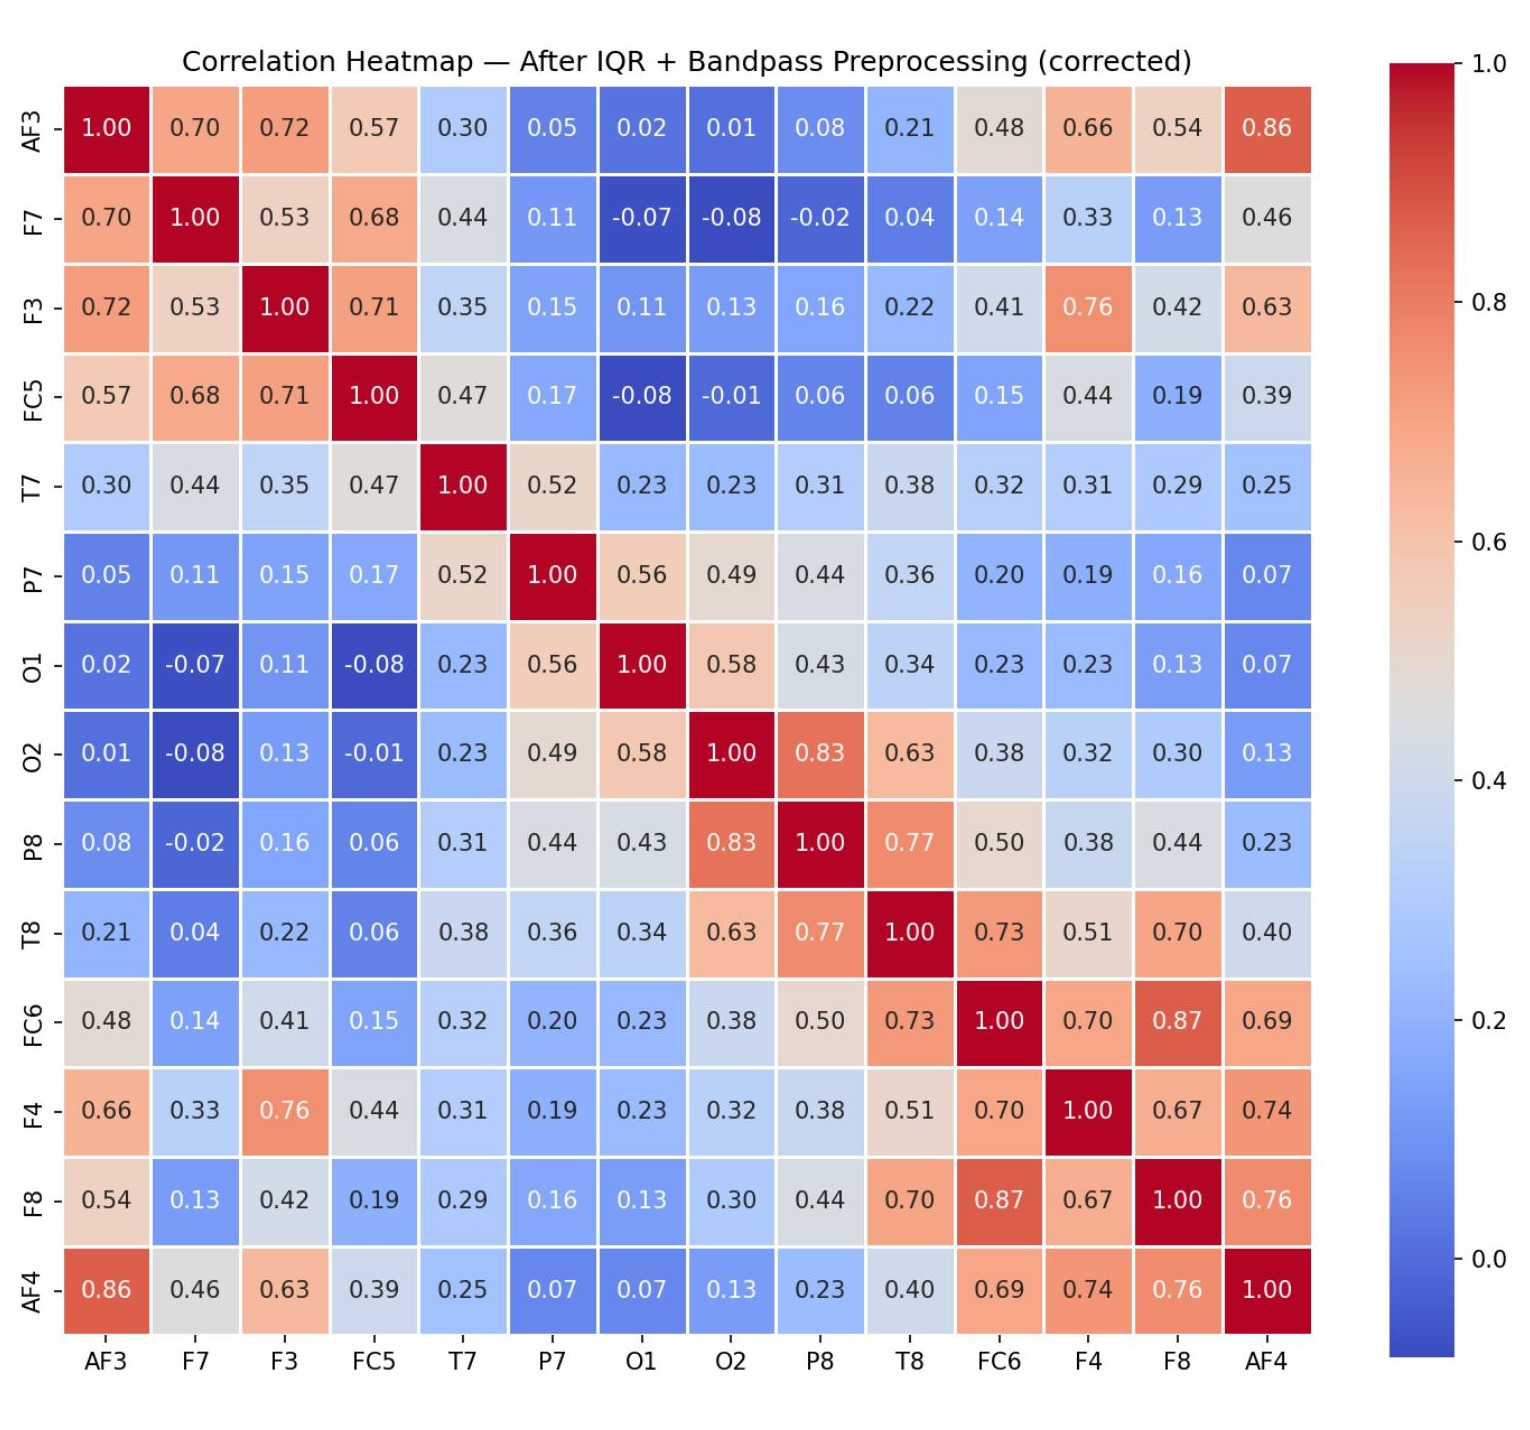 Correlation Heatmap — After IQR + Bandpass Preprocessing (corrected)
AF3 1.00 0.70 0.72 0.57 0.30 0.05 0.02 0.01 0.08 0.21 0.48 0.66 0.54 0.86
F7 0.70 1.00 0.53 0.68 0.44 0.11 -0.07 -0.08 -0.02 0.04 0.14 0.33 0.13 0.46
F3 0.72 0.53 1.00 0.71 0.35 0.15 0.11 0.13 0.16 0.22 0.41 0.76 0.42 0.63
FC5 0.57 0.68 0.71 1.00 0.47 0.17 -0.08 -0.01 0.06 0.06 0.15 0.44 0.19 0.39
T7 0.30 0.44 0.35 0.47 1.00 0.52 0.23 0.23 0.31 0.38 0.32 0.31 0.29 0.25
P7 0.05 0.11 0.15 0.17 0.52 1.00 0.56 0.49 0.44 0.36 0.20 0.19 0.16 0.07
O1 0.02 -0.07 0.11 -0.08 0.23 0.56 1.00 0.58 0.43 0.34 0.23 0.23 0.13 0.07
O2 0.01 -0.08 0.13 -0.01 0.23 0.49 0.58 1.00 0.83 0.63 0.38 0.32 0.30 0.13
P8 0.08 -0.02 0.16 0.06 0.31 0.44 0.43 0.83 1.00 0.77 0.50 0.38 0.44 0.23
T8 0.21 0.04 0.22 0.06 0.38 0.36 0.34 0.63 0.77 1.00 0.73 0.51 0.70 0.40
FC6 0.48 0.14 0.41 0.15 0.32 0.20 0.23 0.38 0.50 0.73 1.00 0.70 0.87 0.69
F4 0.66 0.33 0.76 0.44 0.31 0.19 0.23 0.32 0.38 0.51 0.70 1.00 0.67 0.74
F8 0.54 0.13 0.42 0.19 0.29 0.16 0.13 0.30 0.44 0.70 0.87 0.67 1.00 0.76
AF4 0.86 0.46 0.63 0.39 0.25 0.07 0.07 0.13 0.23 0.40 0.69 0.74 0.76 1.00
AF3 F7 F3 FC5 T7 P7 O1 O2 P8 T8 FC6 F4 F8 AF4
1.0
0.8
0.6
0.4
0.2
0.0